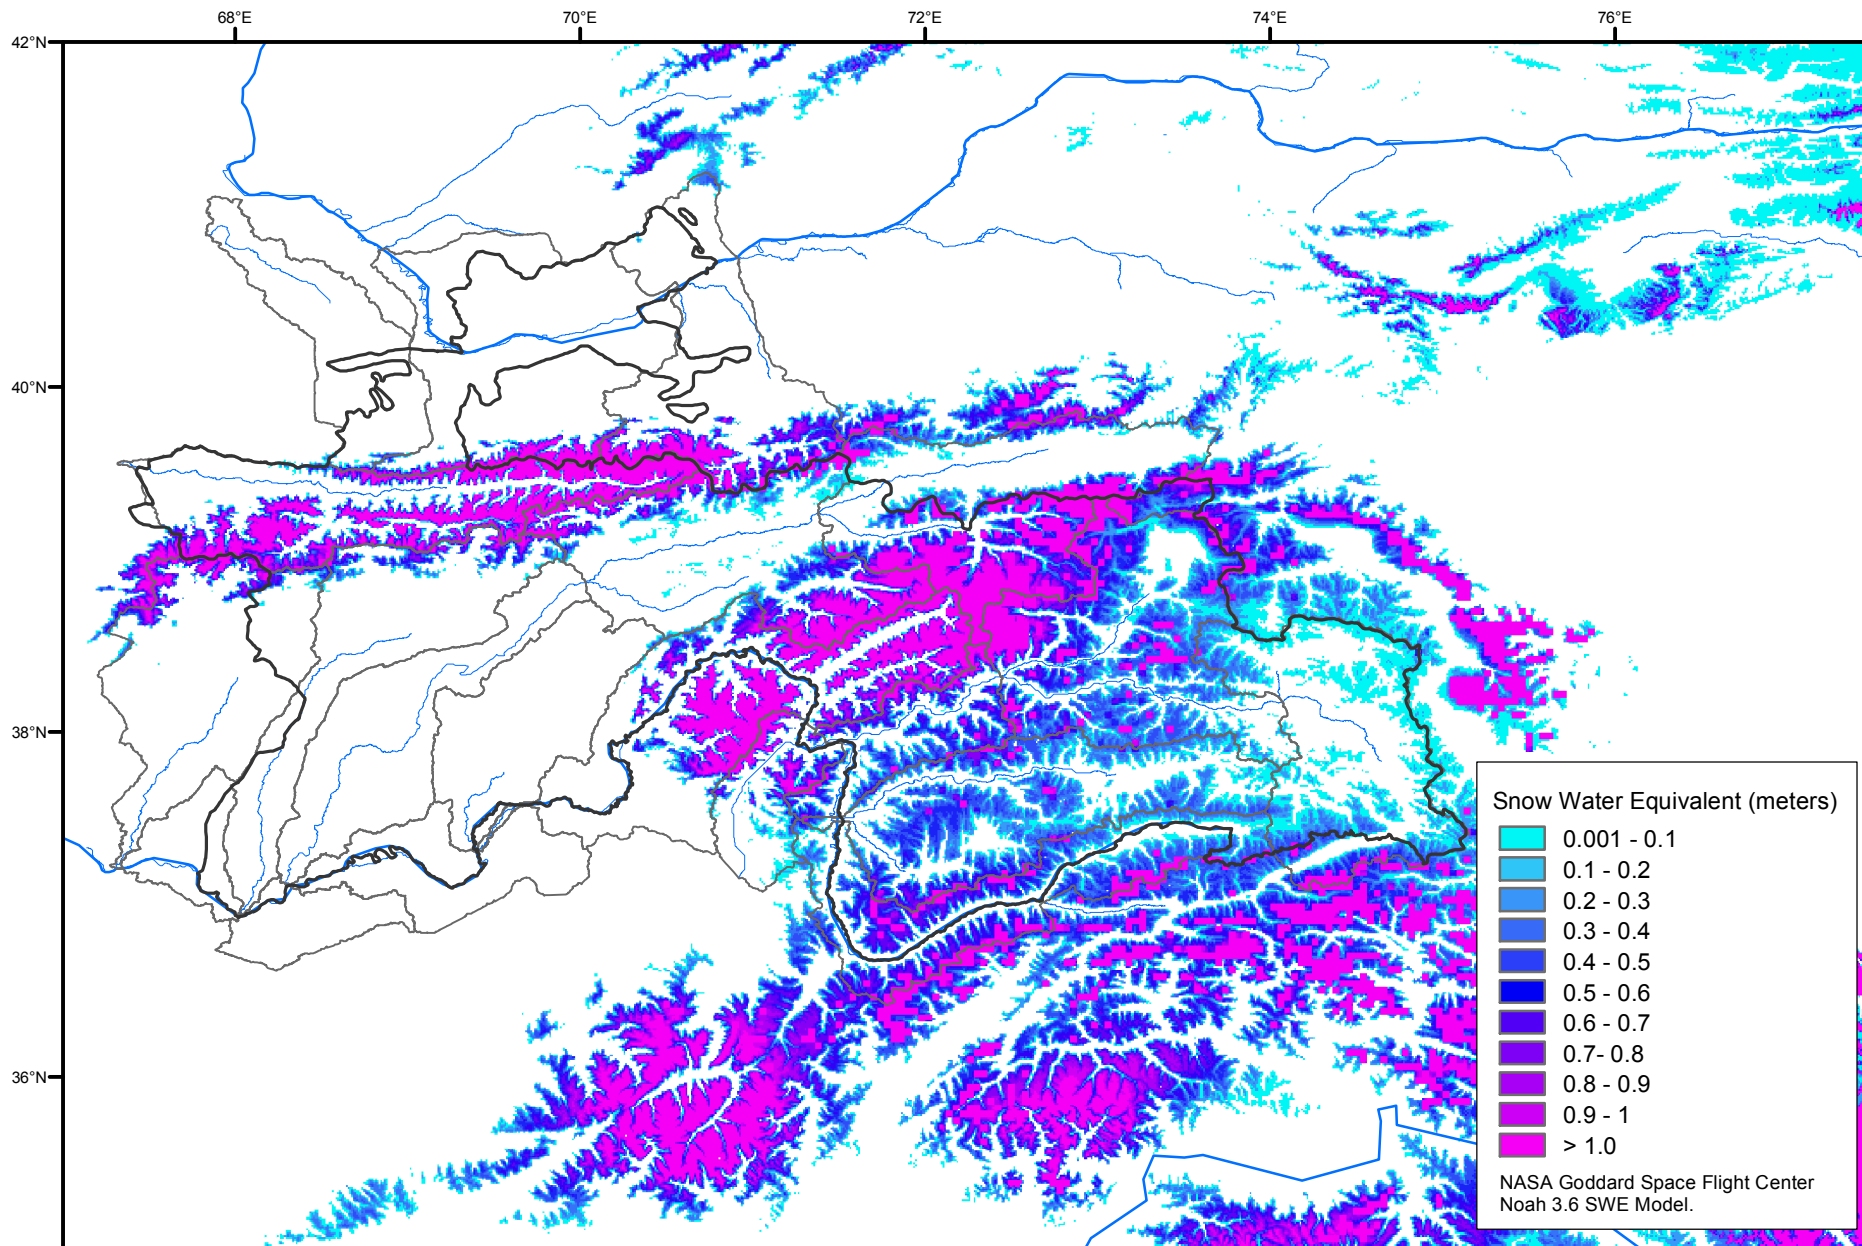 68°E
70°E
72°E
74°E
76°E
42°N
40°N
38°N
36°N
Snow Water Equivalent (meters)
0.001 - 0.1
0.1 - 0.2
0.2 - 0.3
0.3 - 0.4
0.4 - 0.5
0.5 - 0.6
0.6 - 0.7
0.7- 0.8
0.8 - 0.9
0.9 - 1
> 1.0
NASA Goddard Space Flight Center
Noah 3.6 SWE Model.